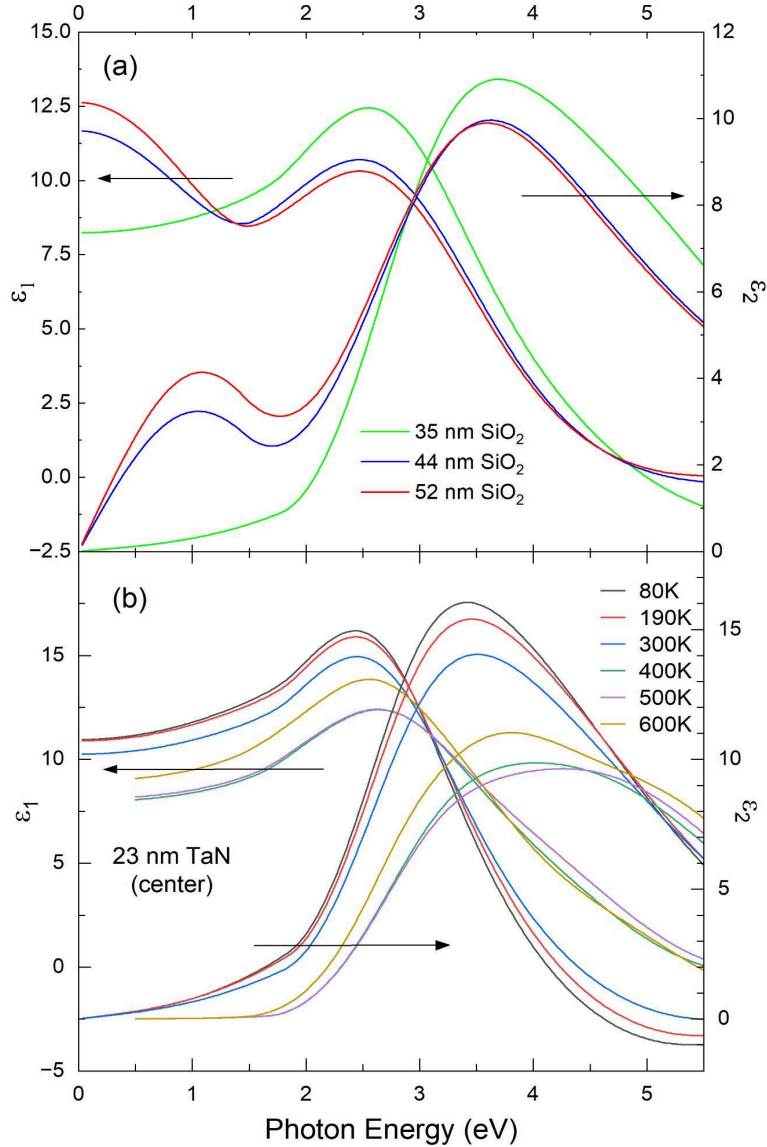 0 1 2 3 4 5
15.0 12
(a)
12.5 10
10.0 8
7.5
ε1 ε2
6
5.0
4
2.5
35 nm SiO2
44 nm SiO2
52 nm SiO2
2
0.0
−2.5 0
(b)
80K
190K
300K
400K
500K
600K
15 15
10 10
ε1 ε2
23 nm TaN
(center)
5 5
0 0
−5
0 1 2 3 4 5
Photon Energy (eV)